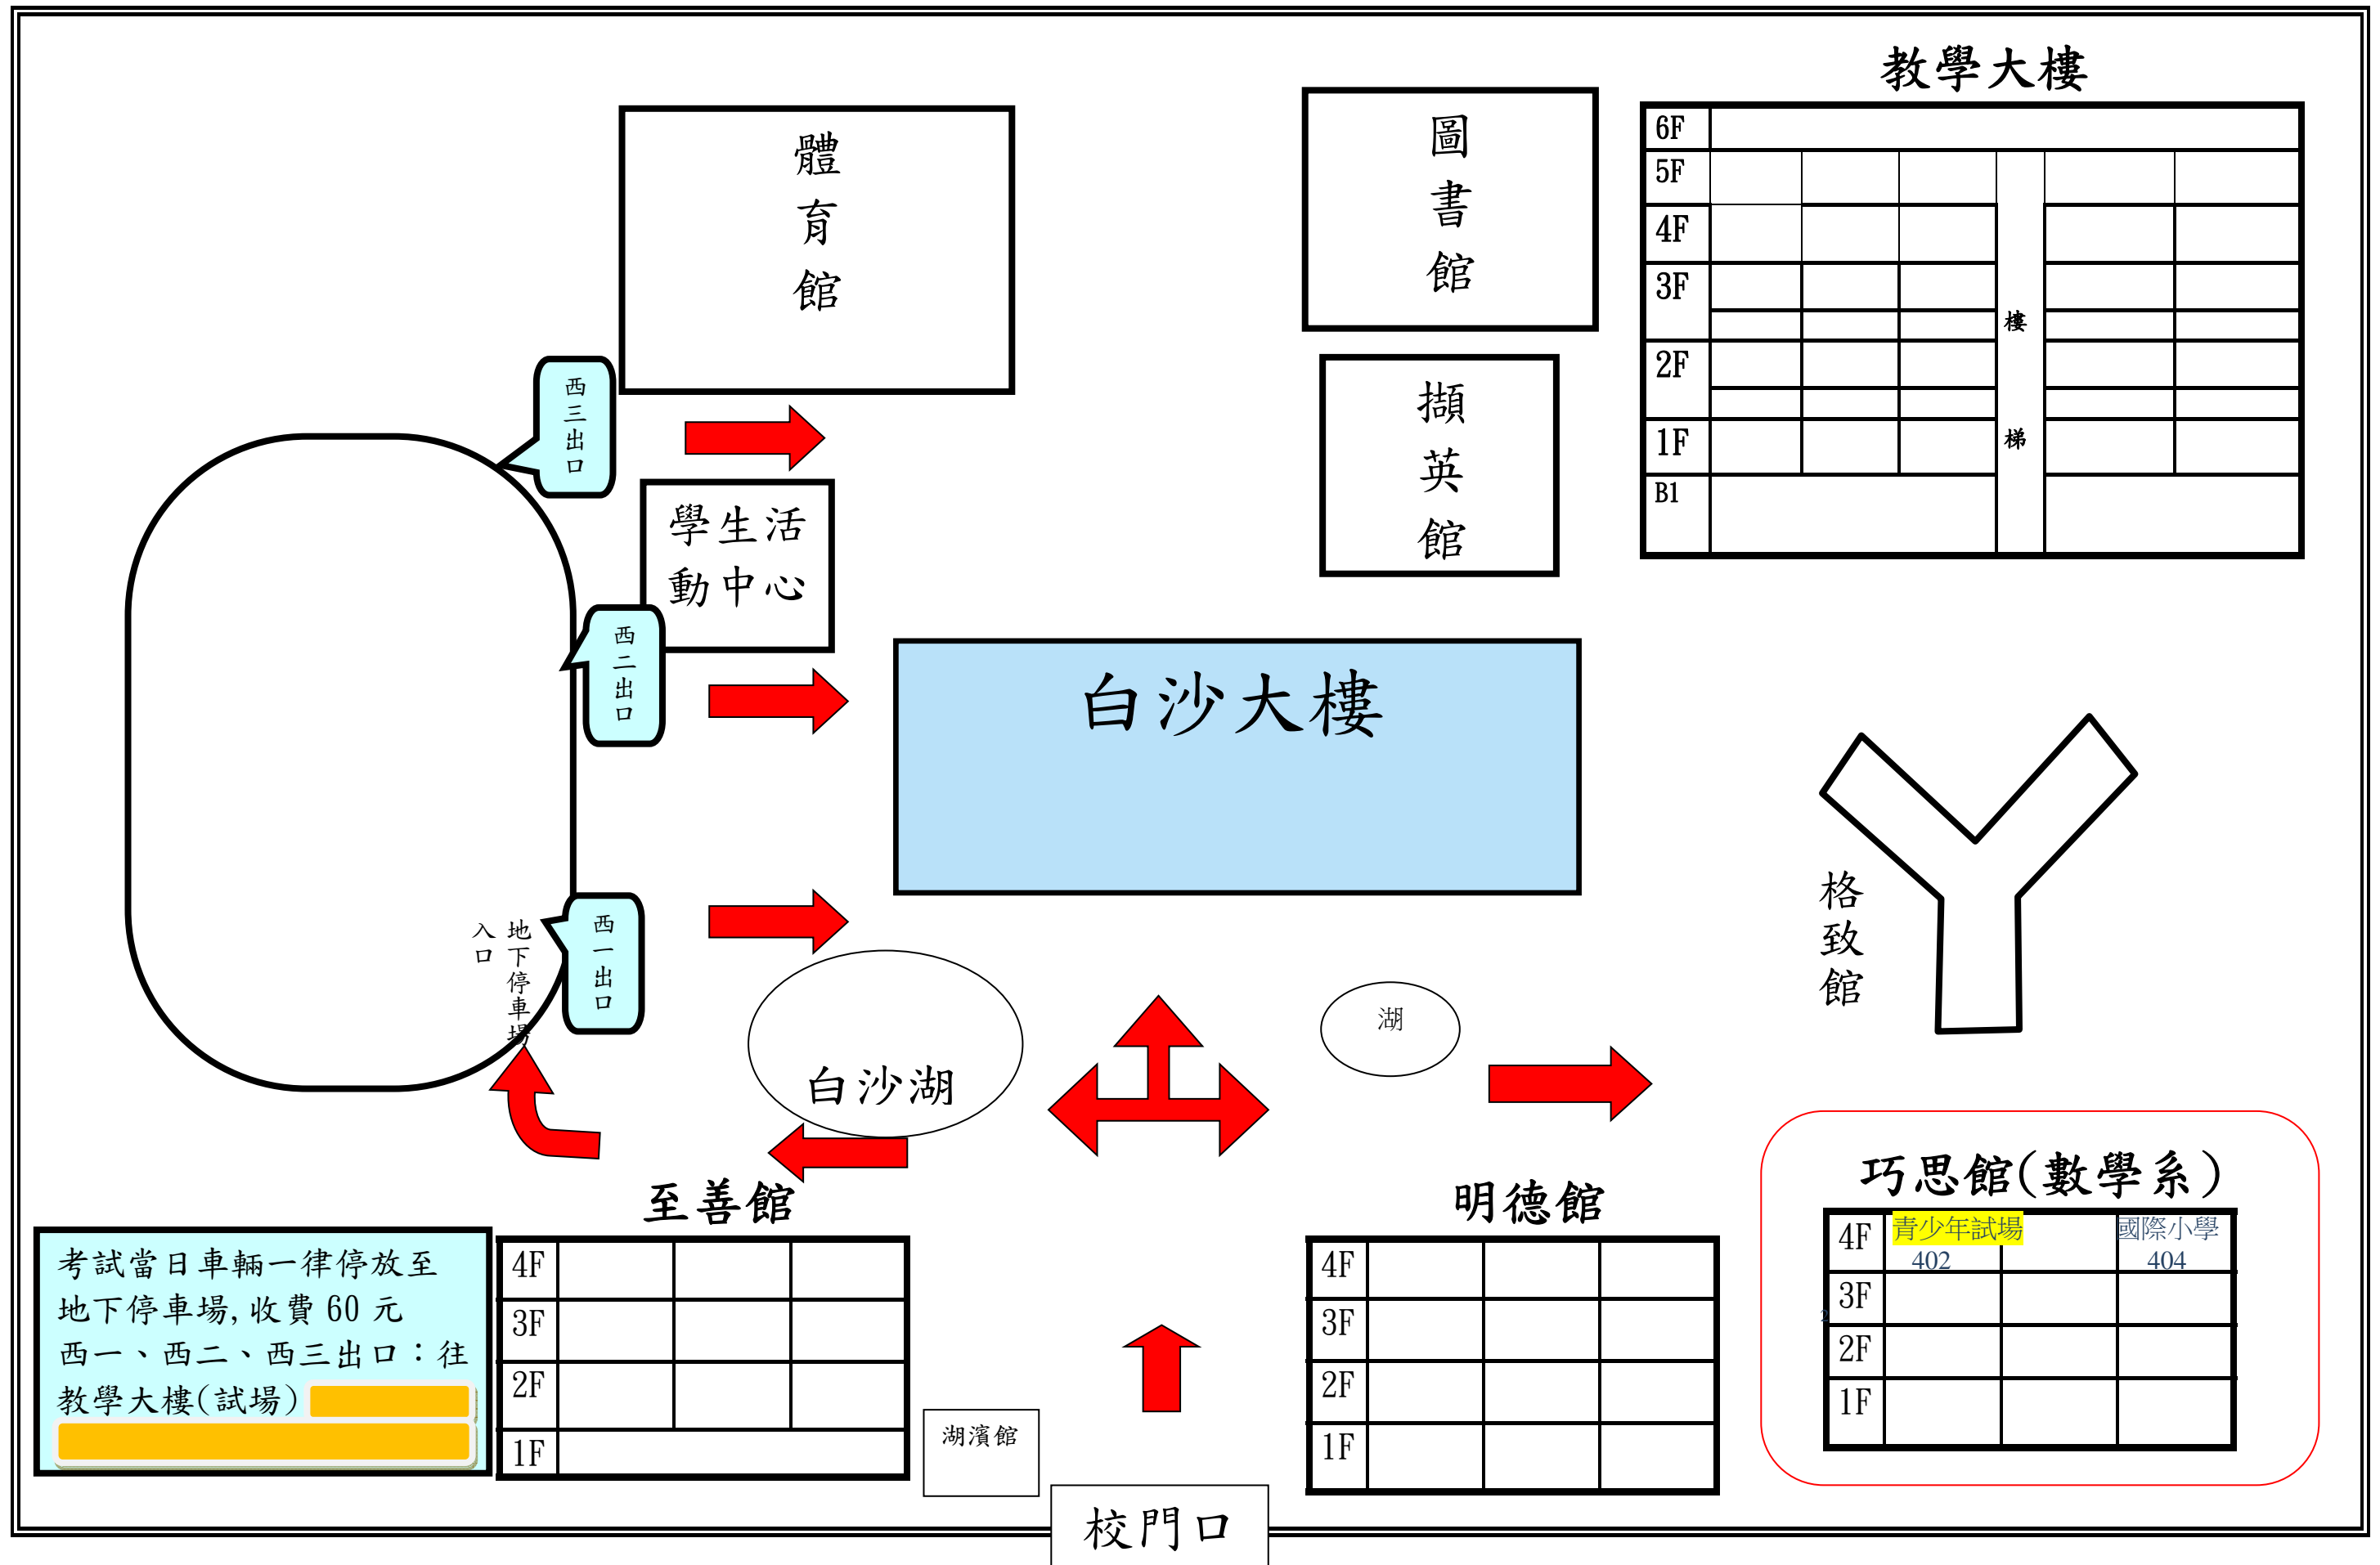 教學大樓
6F
5F
4F
3F
2F
1F
B1
樓
梯
體育館
圖書館
擷英館
西三出口
學生活
動中心
西二出口
白沙大樓
西一出口
地下停車場
入口
格致館
白沙湖
湖
至善館
4F
3F
2F
1F
明德館
4F
3F
2F
1F
巧思館(數學系)
4F
青少年試場
402
國際小學
404
3F
2
2F
1F
考試當日車輛一律停放至
地下停車場,收費 60 元
西一、西二、西三出口：往
教學大樓(試場)
湖濱館
校門口